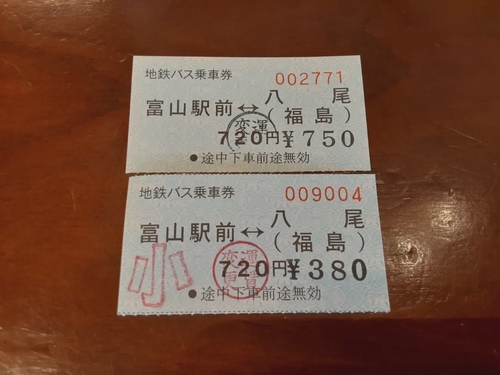 地鉄バス乗車券 002771
富山駅前↔八尾
(福島)
運変
720円 ¥750
●途中下車前途無効
地鉄バス乗車券 009004
富山駅前↔八尾
(福島)
小
運変
720円 ¥380
●途中下車前途無効